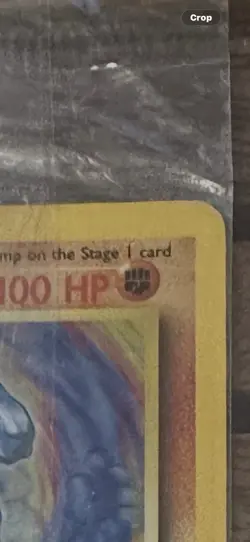 Crop
mp on the Stage 1 card
100 HP